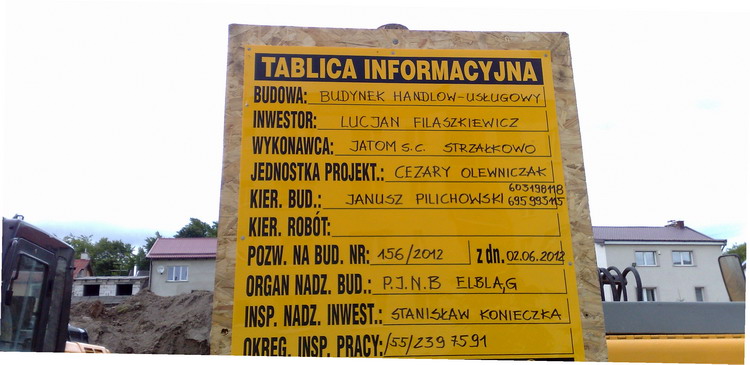 TABLICA INFORMACYJNA
BUDOWA: BUDYNEK HANDLOW-USŁUGOWY
INWESTOR: LUCJAN FILASZKIEWICZ
WYKONAWCA: JATOM S.C. STRZAŁKOWO
JEDNOSTKA PROJEKT.: CEZARY OLEWNICZAK
KIER. BUD.: JANUSZ PILICHOWSKI 603198118
695993115
KIER. ROBÓT:
POZW. NA BUD. NR: 156/2012 z dn. 02.06.2012
ORGAN NADZ. BUD.: P.I.N.B ELBLĄG
INSP. NADZ. INWEST.: STANISŁAW KONIECZKA
OKREG. INSP. PRACY: /55/239 75 91